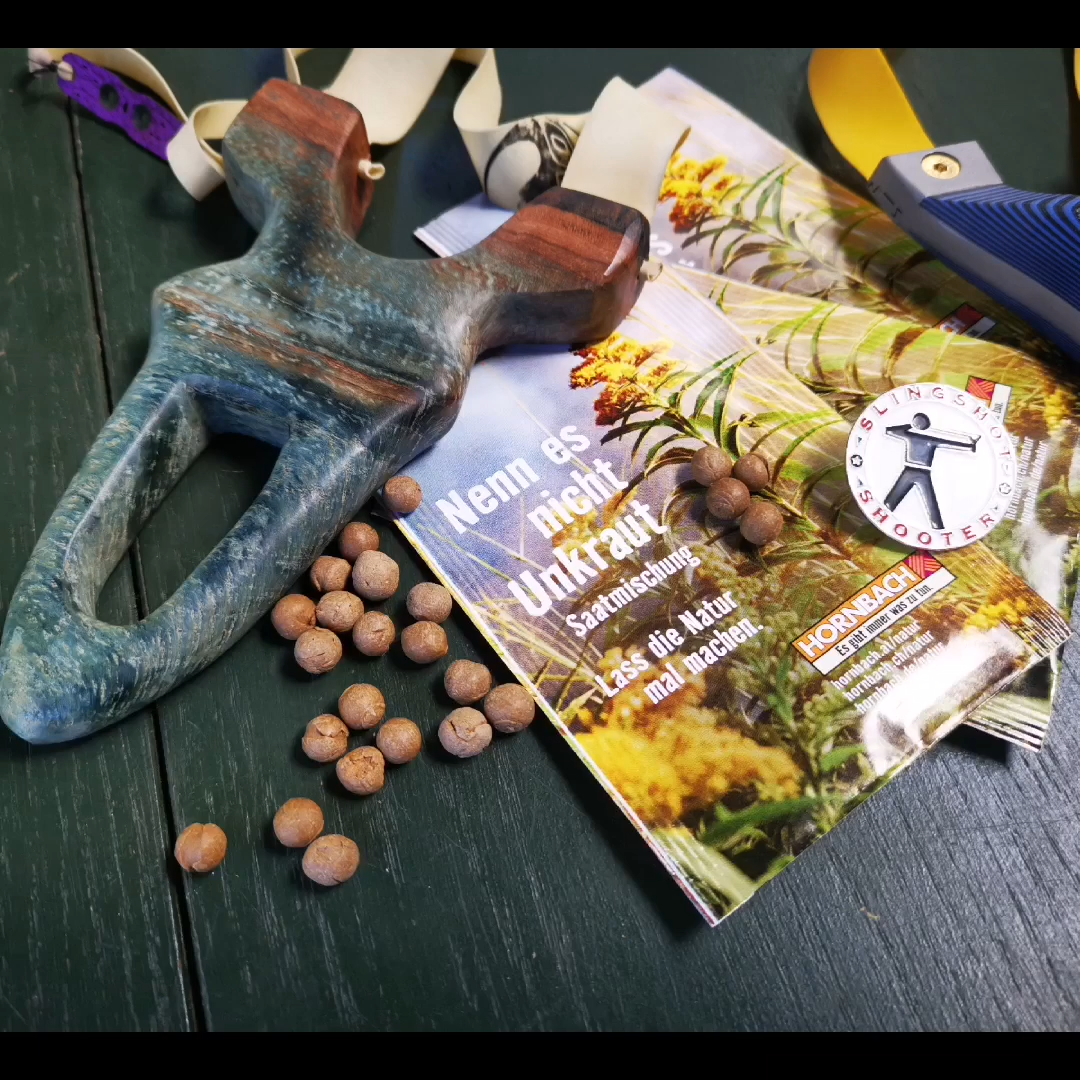 Nenn es
nicht
Unkraut
Saatmischung
Lass die Natur
mal machen.
SLINGSHOT
SHOOTER
HORNBACH
Es gibt immer was zu tun.
hornbach.at/natur
hornbach.ch/natur